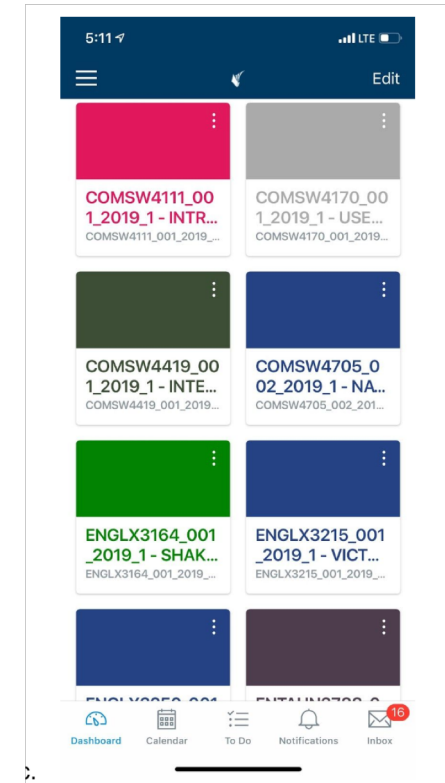 5:11 LTE
Edit
COMSW4111_00
1_2019_1 - INTR...
COMSW4111_001_2019_...
COMSW4170_00
1_2019_1 - USE...
COMSW4170_001_2019...
COMSW4419_00
1_2019_1 - INTE...
COMSW4419_001_2019...
COMSW4705_0
02_2019_1 - NA...
COMSW4705_002_201...
ENGLX3164_001
_2019_1 - SHAK...
ENGLX3164_001_2019_...
ENGLX3215_001
_2019_1 - VICT...
ENGLX3215_001_2019_...
16
Dashboard Calendar To Do Notifications Inbox